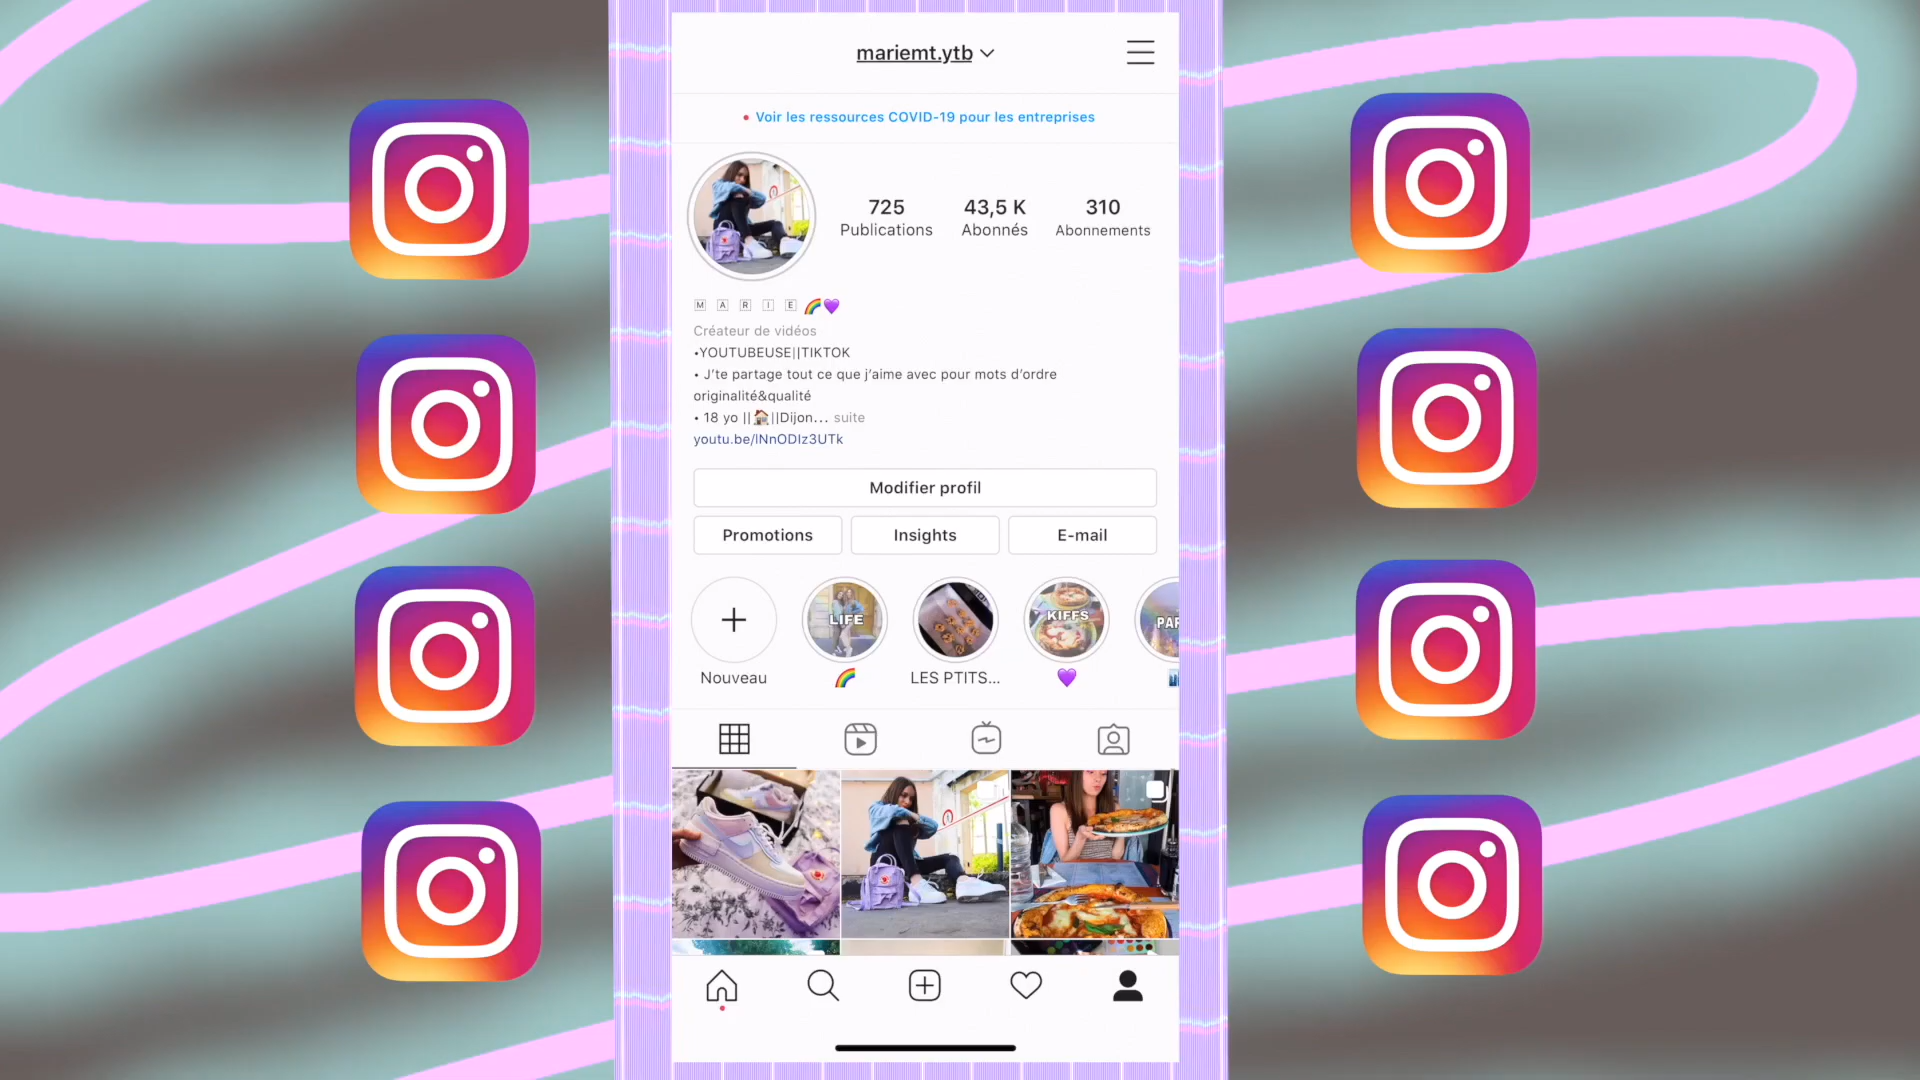 mariemt.ytb
Voir les ressources COVID-19 pour les entreprises
725 43,5 K 310
Publications Abonnés Abonnements
🄼 🄰 🅁 🄸 🄴 🌈💜
Créateur de vidéos
•YOUTUBEUSE||TIKTOK
• J’te partage tout ce que j’aime avec pour mots d’ordre
originalité&qualité
• 18 yo ||🏠||Dijon... suite
youtu.be/lNnODIz3UTk
Modifier profil
Promotions Insights E-mail
LIFE KIFFS PAR
Nouveau 🌈 LES PTITS... 💜